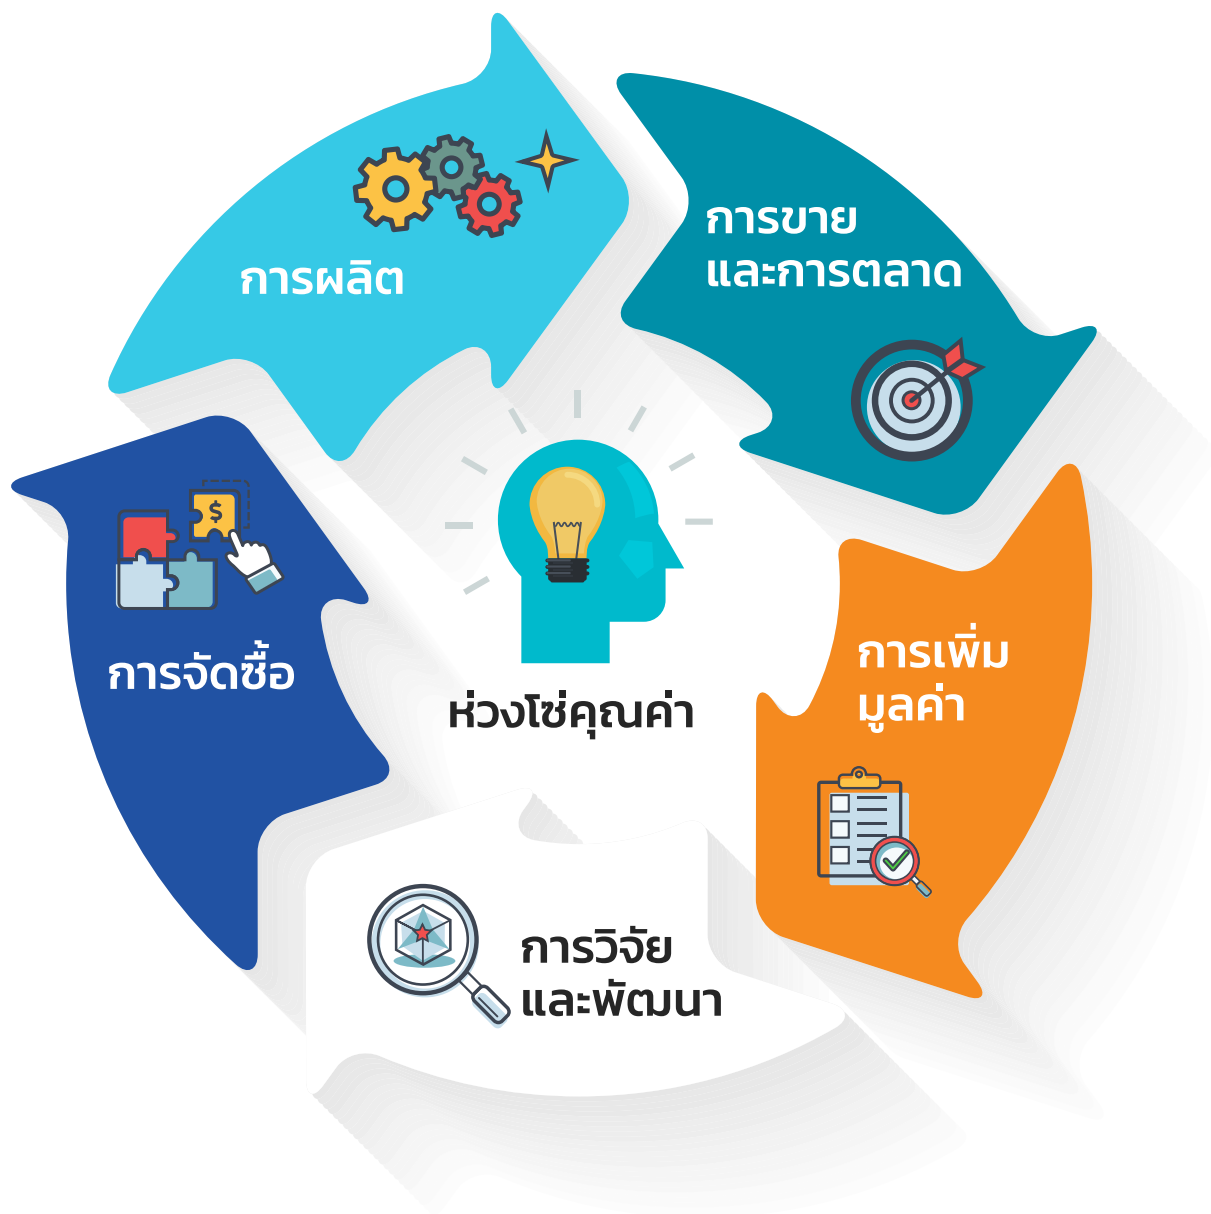 การผลิต
การขาย
และการตลาด
$
การจัดซื้อ
การเพิ่ม
มูลค่า
ห่วงโซ่คุณค่า
การวิจัย
และพัฒนา